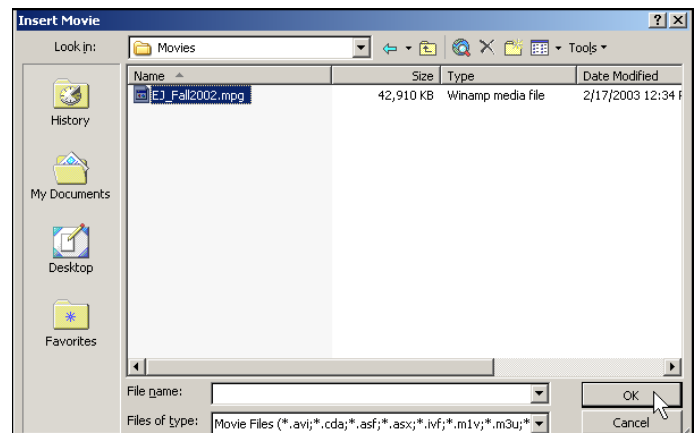 Insert Movie
Look in: Movies Tools
Name Size Type Date Modified
EJ_Fall2002.mpg 42,910 KB Winamp media file 2/17/2003 12:34
History
My Documents
Desktop
Favorites
File name: OK
Files of type: Movie Files (*.avi;*.cda;*.asf;*.asx;*.ivf;*.m1v;*.m3u;* Cancel